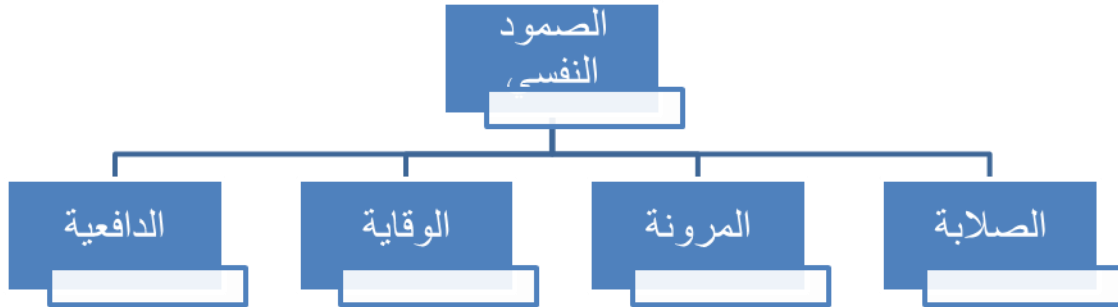 الصمود
النفسي
الصلابة
المرونة
الوقاية
الدافعية